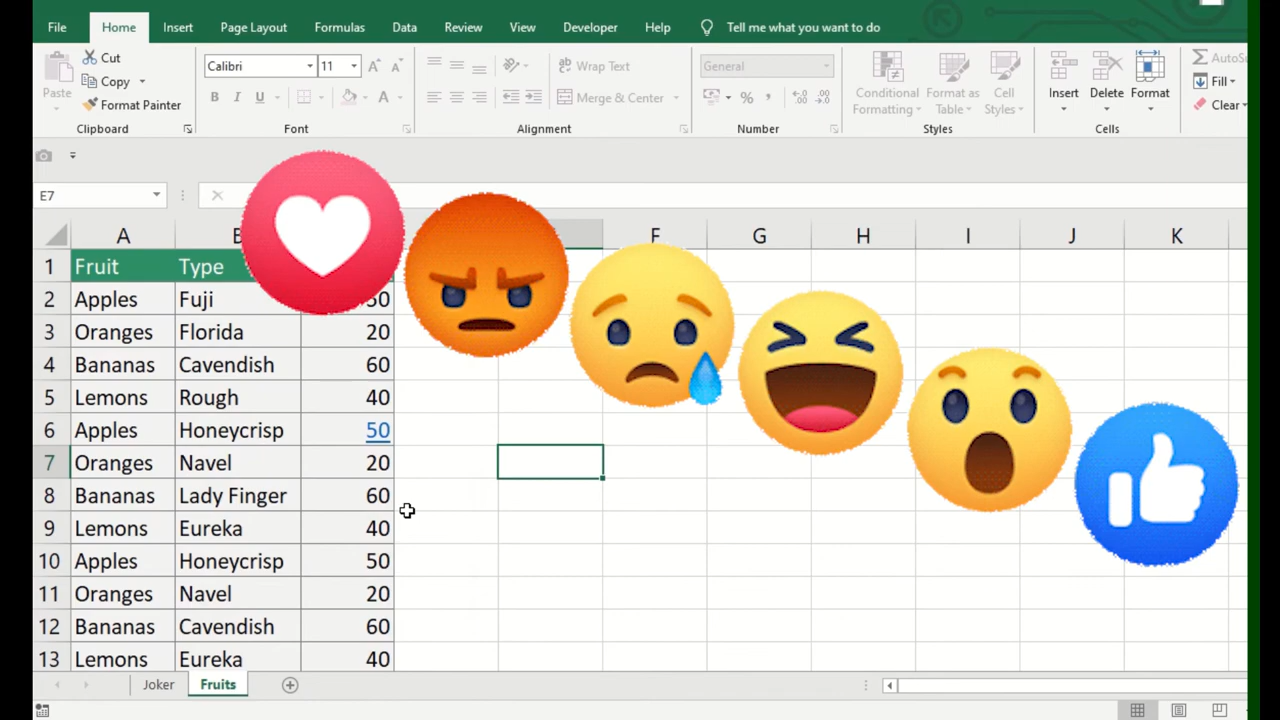 File Home Insert Page Layout Formulas Data Review View Developer Help Tell me what you want to do
Paste
Cut
Copy
Format Painter
Calibri 11
B I U
A
Wrap Text
Merge & Center
General
%
Conditional Formatting
Format as Table
Cell Styles
Insert Delete Format
AutoS
Fill
Clear
Clipboard Font Alignment Number Styles Cells
E7
A F G H I J K
1 Fruit Type
2 Apples Fuji 50
3 Oranges Florida 20
4 Bananas Cavendish 60
5 Lemons Rough 40
6 Apples Honeycrisp 50
7 Oranges Navel 20
8 Bananas Lady Finger 60
9 Lemons Eureka 40
10 Apples Honeycrisp 50
11 Oranges Navel 20
12 Bananas Cavendish 60
13 Lemons Eureka 40
Joker Fruits